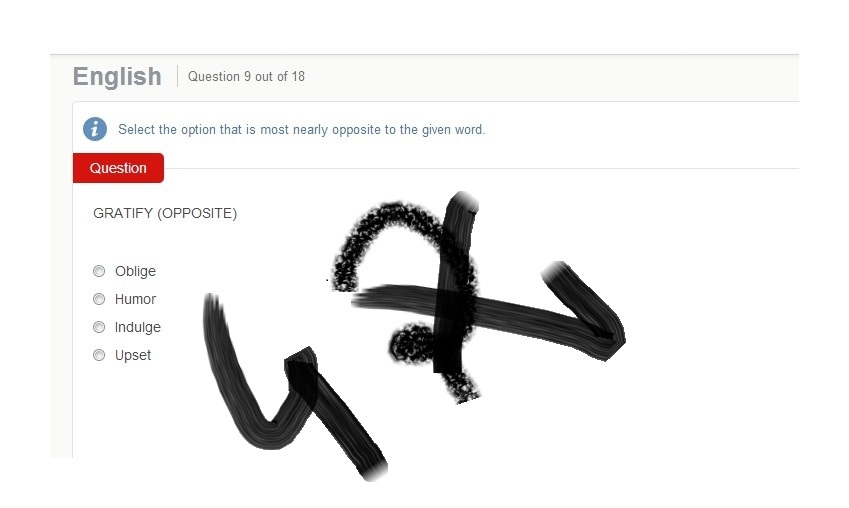 English Question 9 out of 18
Select the option that is most nearly opposite to the given word.
Question
GRATIFY (OPPOSITE)
Oblige
Humor
Indulge
Upset